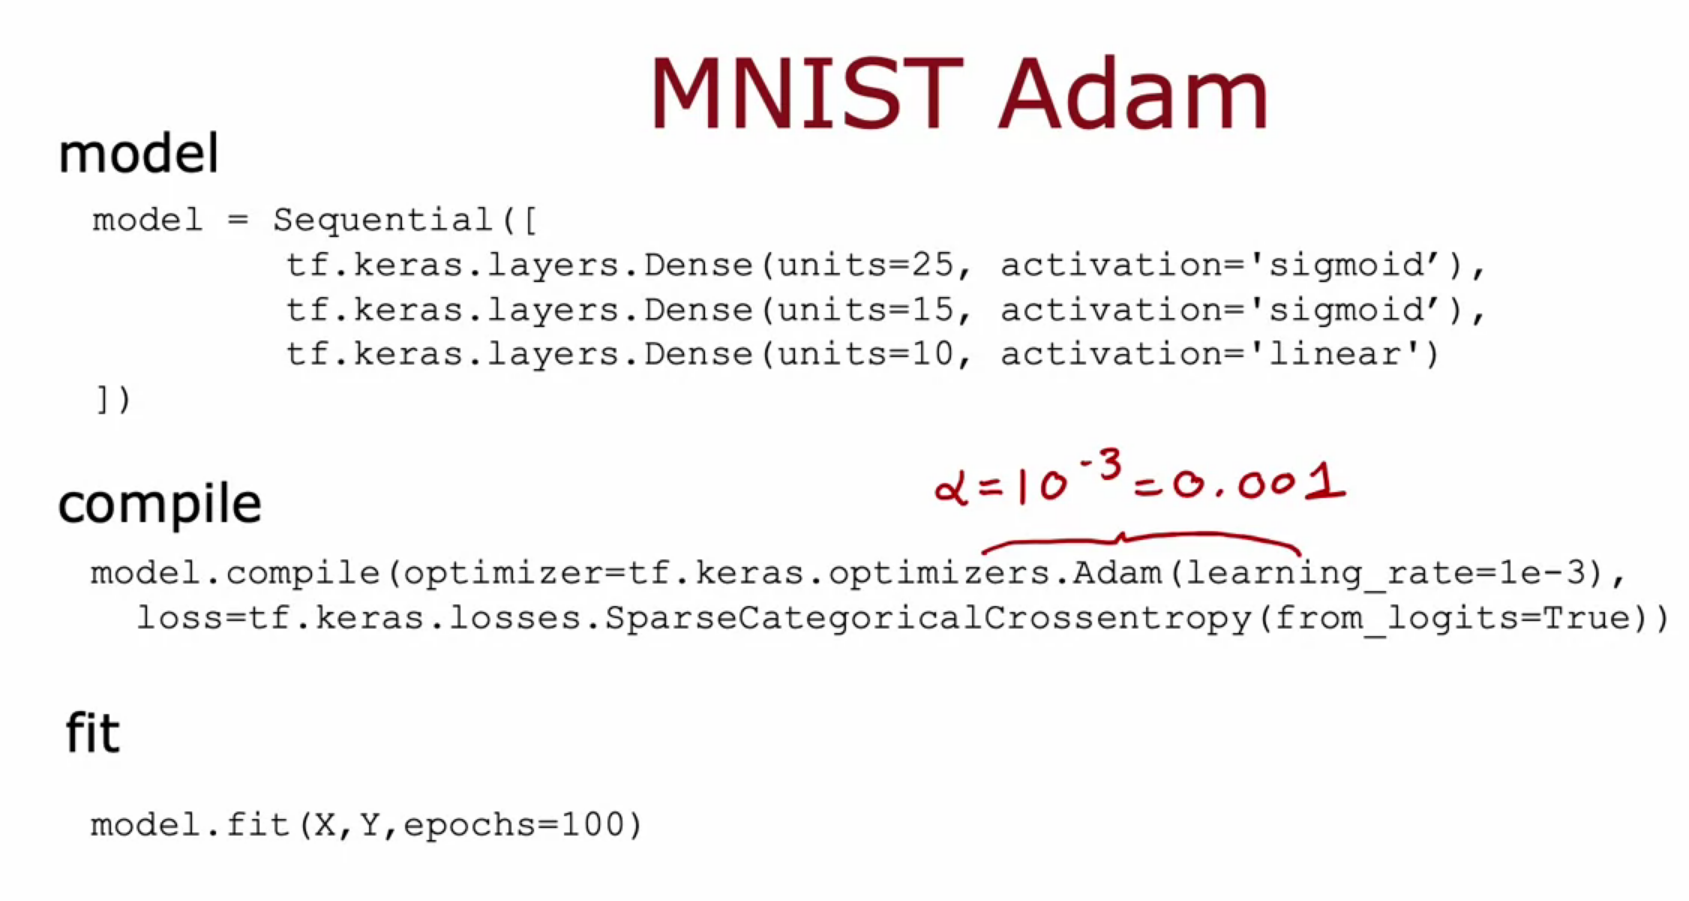 MNIST Adam
model
model = Sequential([
tf.keras.layers.Dense(units=25, activation='sigmoid’),
tf.keras.layers.Dense(units=15, activation='sigmoid’),
tf.keras.layers.Dense(units=10, activation='linear')
])
α=10⁻³=0.001
compile
model.compile(optimizer=tf.keras.optimizers.Adam(learning_rate=1e-3),
loss=tf.keras.losses.SparseCategoricalCrossentropy(from_logits=True))
fit
model.fit(X,Y,epochs=100)